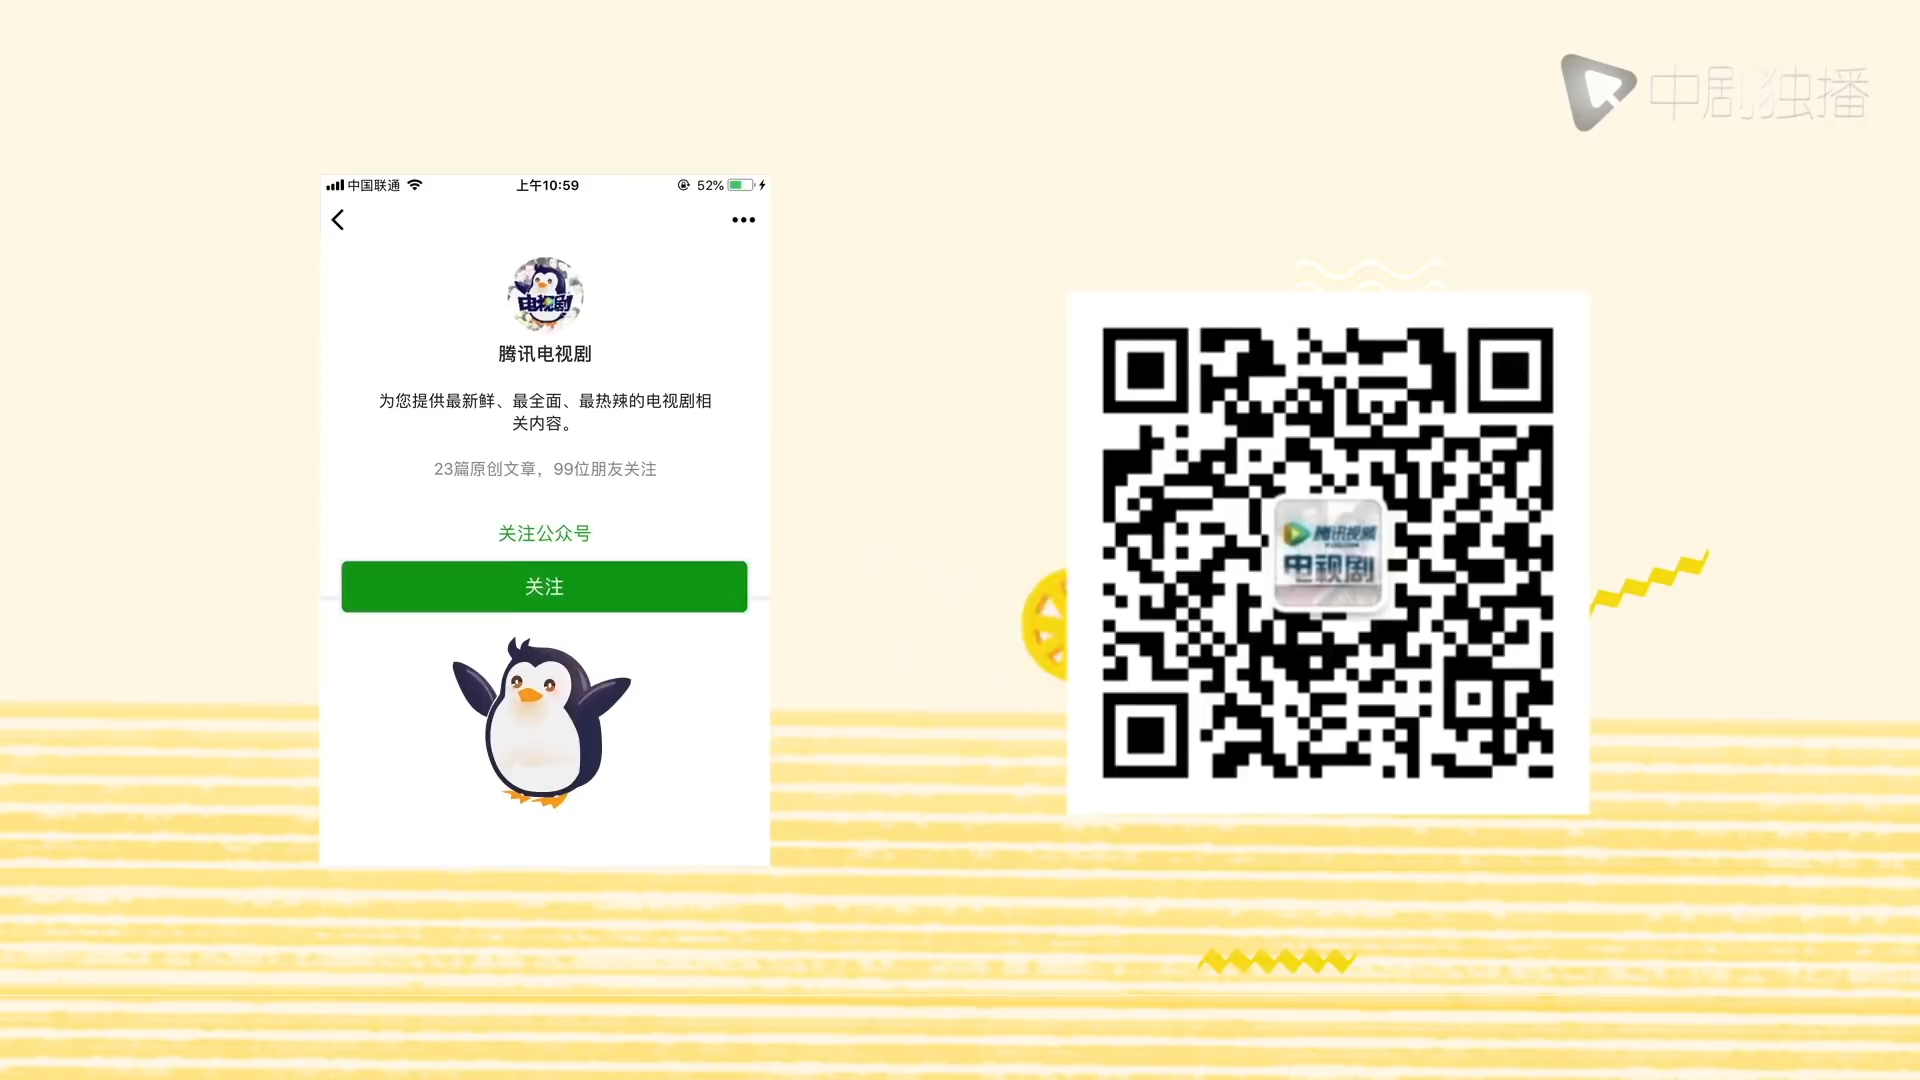 中剧独播
中国联通
上午10:59
52%
电视剧
腾讯电视剧
为您提供最新鲜、最全面、最热辣的电视剧相
关内容。
23篇原创文章，99位朋友关注
关注公众号
关注
腾讯视频
电视剧